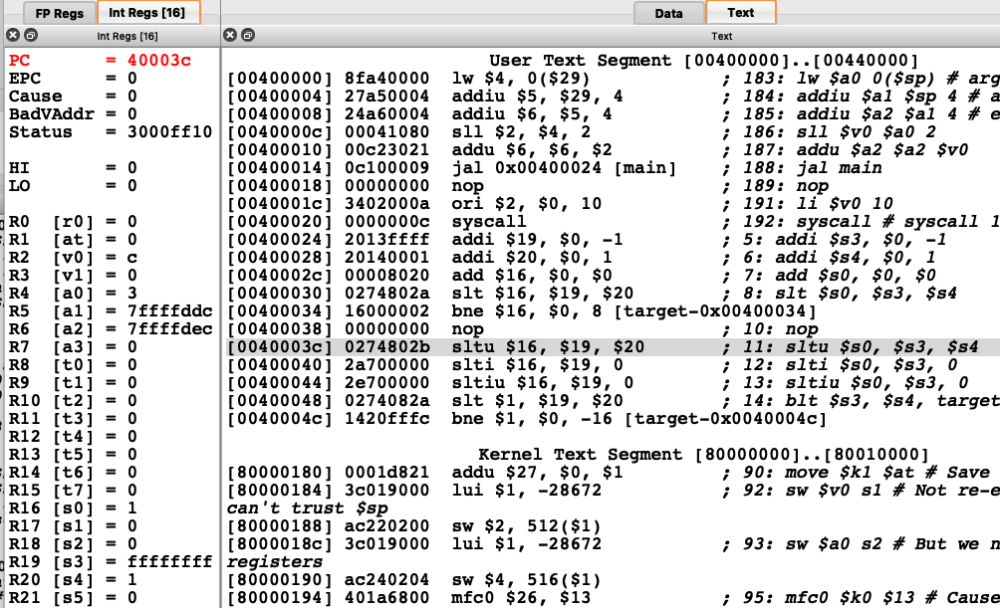 FP Regs
Int Regs [16]
Data
Text
Int Regs [16]
Text
PC = 40003c
EPC = 0
Cause = 0
BadVAddr = 0
Status = 3000ff10
HI = 0
LO = 0
R0 [r0] = 0
R1 [at] = 0
R2 [v0] = c
R3 [v1] = 0
R4 [a0] = 3
R5 [a1] = 7ffffddc
R6 [a2] = 7ffffdec
R7 [a3] = 0
R8 [t0] = 0
R9 [t1] = 0
R10 [t2] = 0
R11 [t3] = 0
R12 [t4] = 0
R13 [t5] = 0
R14 [t6] = 0
R15 [t7] = 0
R16 [s0] = 1
R17 [s1] = 0
R18 [s2] = 0
R19 [s3] = ffffffff
R20 [s4] = 1
R21 [s5] = 0
User Text Segment [00400000]..[00440000]
[00400000] 8fa40000 lw $4, 0($29) ; 183: lw $a0 0($sp) # arg
[00400004] 27a50004 addiu $5, $29, 4 ; 184: addiu $a1 $sp 4 # a
[00400008] 24a60004 addiu $6, $5, 4 ; 185: addiu $a2 $a1 4 # e
[0040000c] 00041080 sll $2, $4, 2 ; 186: sll $v0 $a0 2
[00400010] 00c23021 addu $6, $6, $2 ; 187: addu $a2 $a2 $v0
[00400014] 0c100009 jal 0x00400024 [main] ; 188: jal main
[00400018] 00000000 nop ; 189: nop
[0040001c] 3402000a ori $2, $0, 10 ; 191: li $v0 10
[00400020] 0000000c syscall ; 192: syscall # syscall 1
[00400024] 2013ffff addi $19, $0, -1 ; 5: addi $s3, $0, -1
[00400028] 20140001 addi $20, $0, 1 ; 6: addi $s4, $0, 1
[0040002c] 00008020 add $16, $0, $0 ; 7: add $s0, $0, $0
[00400030] 0274802a slt $16, $19, $20 ; 8: slt $s0, $s3, $s4
[00400034] 16000002 bne $16, $0, 8 [target-0x00400034]
[00400038] 00000000 nop ; 10: nop
[0040003c] 0274802b sltu $16, $19, $20 ; 11: sltu $s0, $s3, $s4
[00400040] 2a700000 slti $16, $19, 0 ; 12: slti $s0, $s3, 0
[00400044] 2e700000 sltiu $16, $19, 0 ; 13: sltiu $s0, $s3, 0
[00400048] 0274082a slt $1, $19, $20 ; 14: blt $s3, $s4, target
[0040004c] 1420fffc bne $1, $0, -16 [target-0x0040004c]
Kernel Text Segment [80000000]..[80010000]
[80000180] 0001d821 addu $27, $0, $1 ; 90: move $k1 $at # Save
[80000184] 3c019000 lui $1, -28672 ; 92: sw $v0 s1 # Not re-e
can't trust $sp
[80000188] ac220200 sw $2, 512($1)
[8000018c] 3c019000 lui $1, -28672 ; 93: sw $a0 s2 # But we n
registers
[80000190] ac240204 sw $4, 516($1)
[80000194] 401a6800 mfc0 $26, $13 ; 95: mfc0 $k0 $13 # Cause